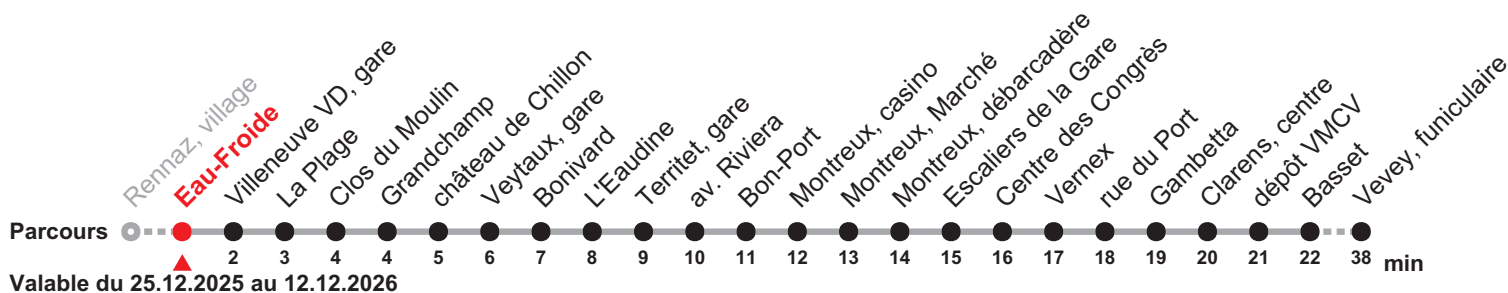 Rennaz, village
Eau-Froide
Villeneuve VD, gare
La Plage
Clos du Moulin
Grandchamp
château de Chillon
Veytaux, gare
Bonivard
L'Eaudine
Territet, gare
av. Riviera
Bon-Port
Montreux, casino
Montreux, Marché
Montreux, débarcadère
Escaliers de la Gare
Centre des Congrès
Vernex
rue du Port
Gambetta
Clarens, centre
dépôt VMCV
Basset
Vevey, funiculaire
Parcours
2 3 4 4 5 6 7 8 9 10 11 12 13 14 15 16 17 18 19 20 21 22 38 min
Valable du 25.12.2025 au 12.12.2026